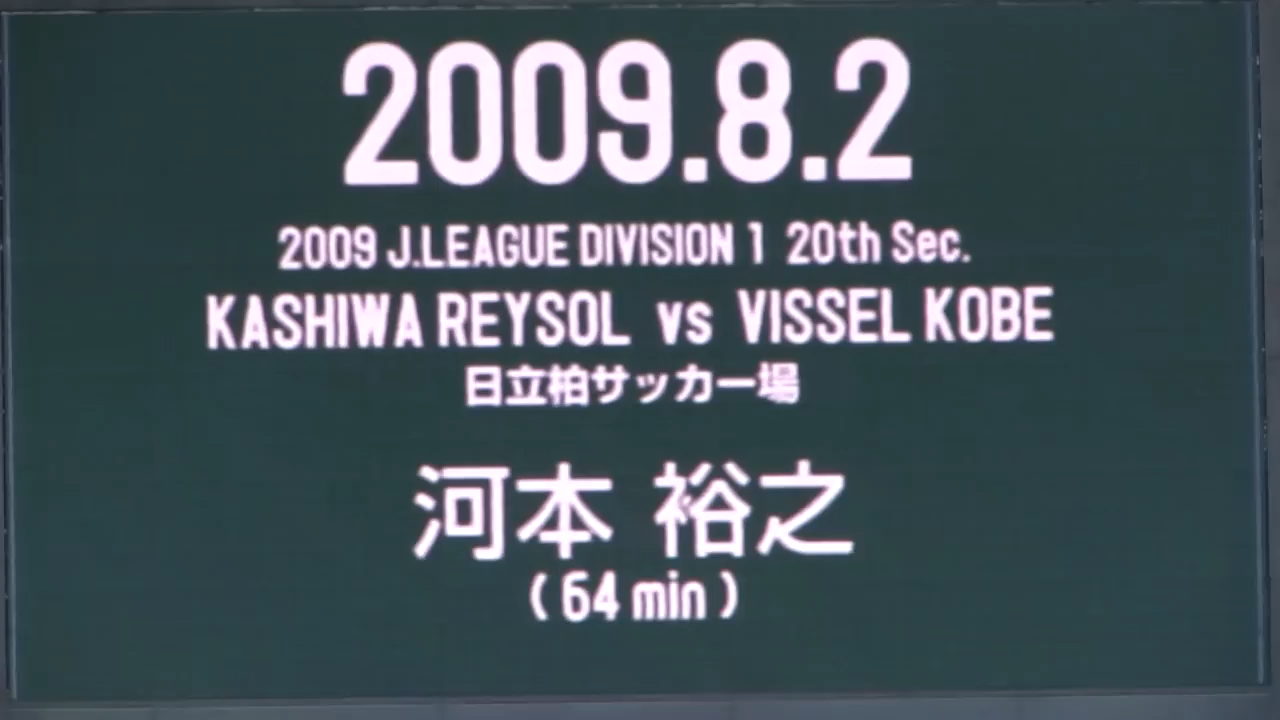 2009.8.2
2009 J.LEAGUE DIVISION 1 20th Sec.
KASHIWA REYSOL vs VISSEL KOBE
日立柏サッカー場
河本 裕之
( 64 min )